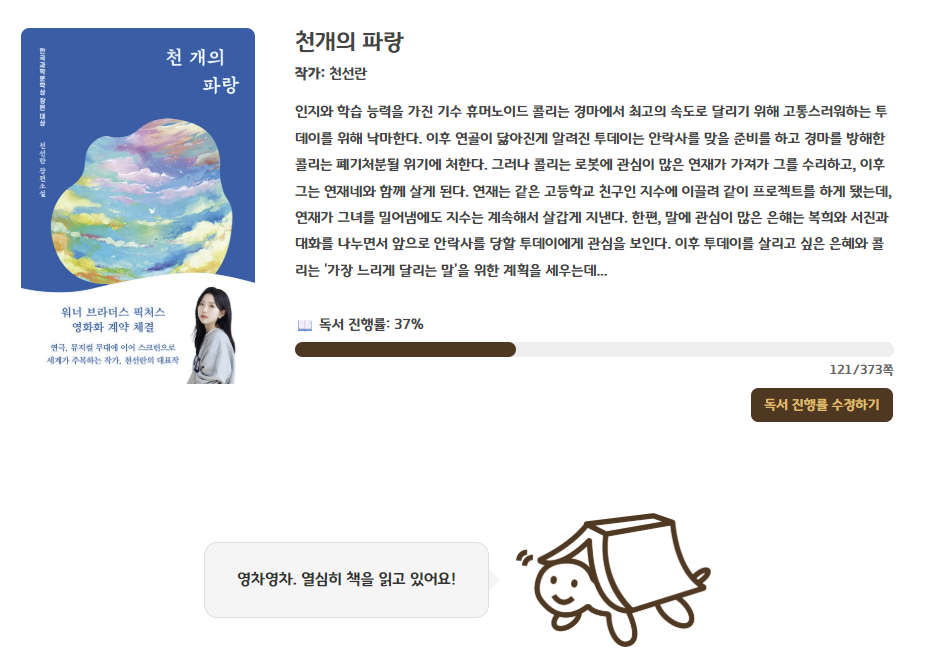 한국과학문학상 장편 대상
천선란 장편소설
천 개의
파랑
워너 브라더스 픽처스
영화화 계약 체결
연극, 뮤지컬 무대에 이어 스크린으로
세계가 주목하는 작가, 천선란의 대표작
천개의 파랑
작가: 천선란
인지와 학습 능력을 가진 기수 휴머노이드 콜리는 경마에서 최고의 속도로 달리기 위해 고통스러워하는 투
데이를 위해 낙마한다. 이후 연골이 닳아진게 알려진 투데이는 안락사를 맞을 준비를 하고 경마를 방해한
콜리는 폐기처분될 위기에 처한다. 그러나 콜리는 로봇에 관심이 많은 연재가 가져가 그를 수리하고, 이후
그는 연재네와 함께 살게 된다. 연재는 같은 고등학교 친구인 지수에 이끌려 같이 프로젝트를 하게 됐는데,
연재가 그녀를 밀어냄에도 지수는 계속해서 살갑게 지낸다. 한편, 말에 관심이 많은 은혜는 복희와 서진과
대화를 나누면서 앞으로 안락사를 당할 투데이에게 관심을 보인다. 이후 투데이를 살리고 싶은 은혜와 콜
리는 '가장 느리게 달리는 말'을 위한 계획을 세우는데...
📖 독서 진행률: 37%
121/373쪽
독서 진행률 수정하기
영차영차. 열심히 책을 읽고 있어요!